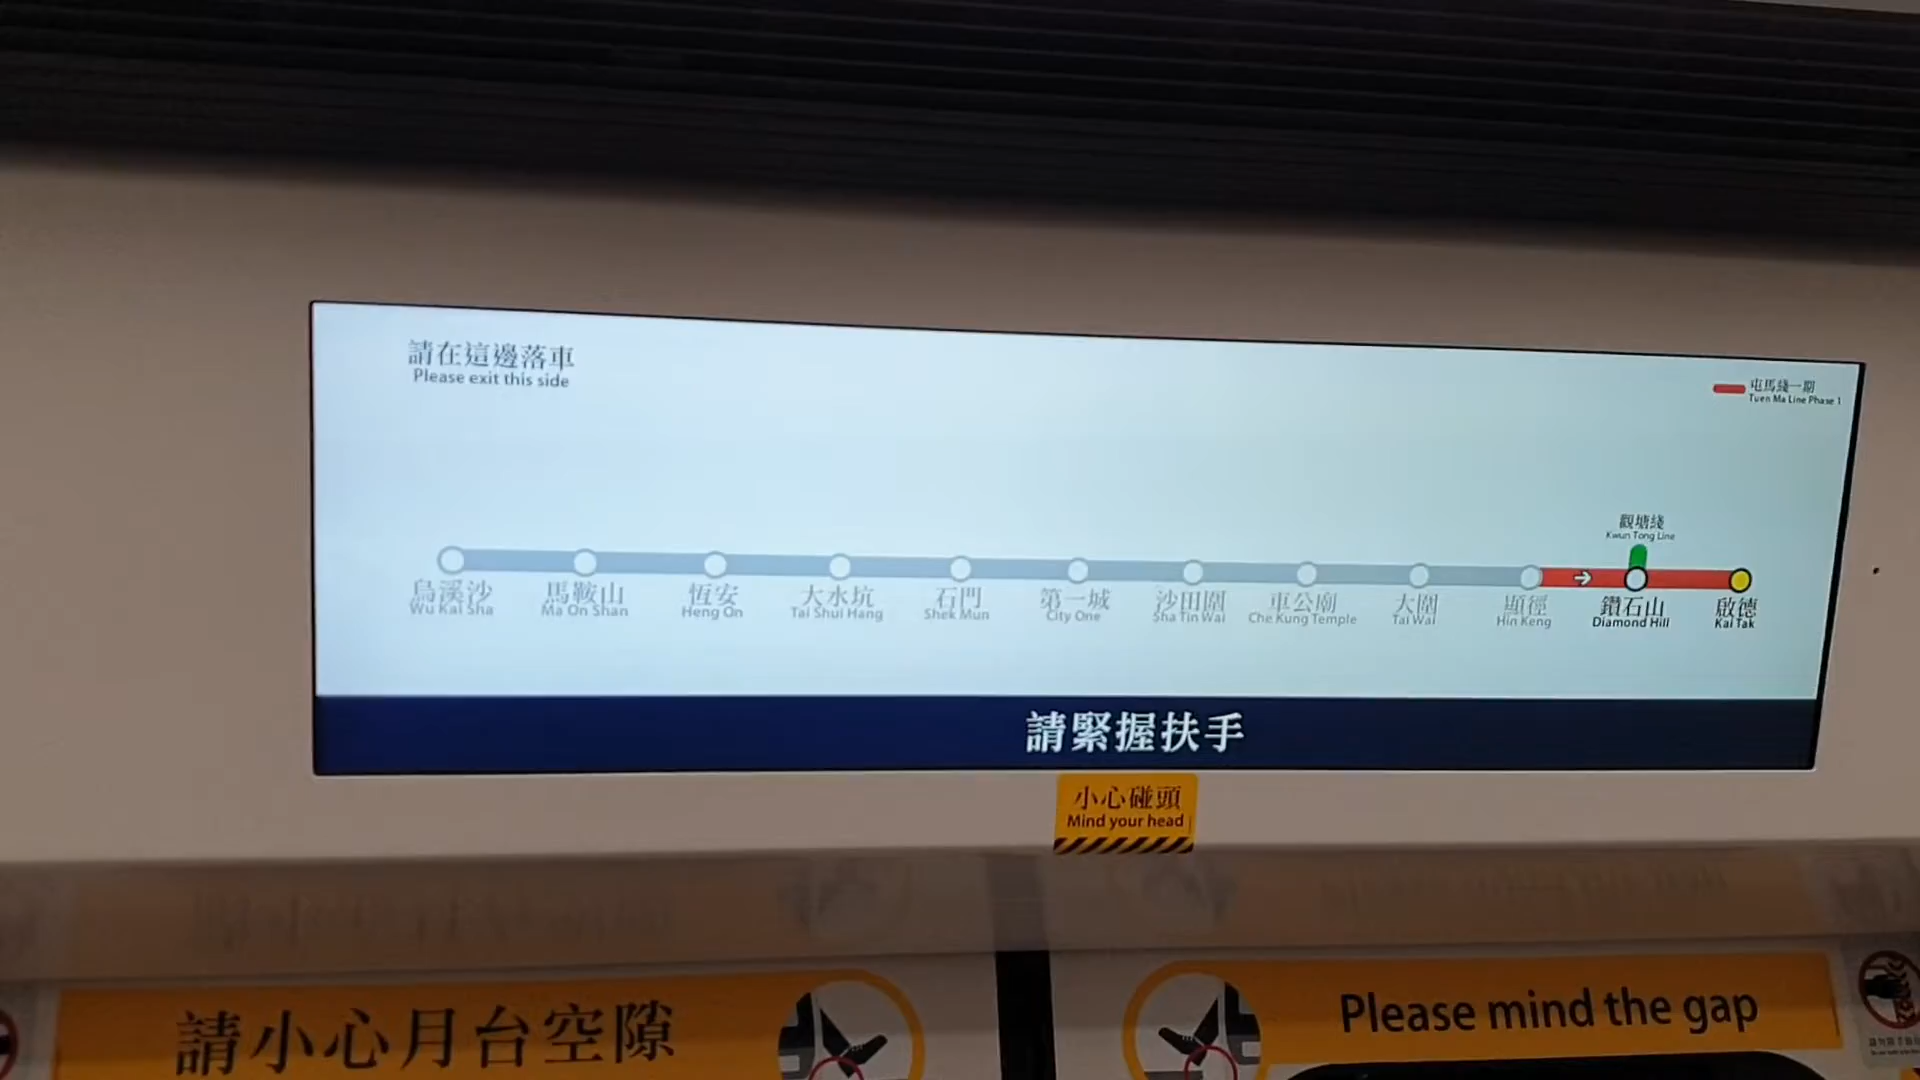 請在這邊落車
Please exit this side
屯馬綫一期
Tuen Ma Line Phase 1
觀塘綫
Kwun Tong Line
烏溪沙
Wu Kai Sha
馬鞍山
Ma On Shan
恆安
Heng On
大水坑
Tai Shui Hang
石門
Shek Mun
第一城
City One
沙田圍
Sha Tin Wai
車公廟
Che Kung Temple
大圍
Tai Wai
顯徑
Hin Keng
鑽石山
Diamond Hill
啟德
Kai Tak
請緊握扶手
小心碰頭
Mind your head
請小心月台空隙
Please mind the gap